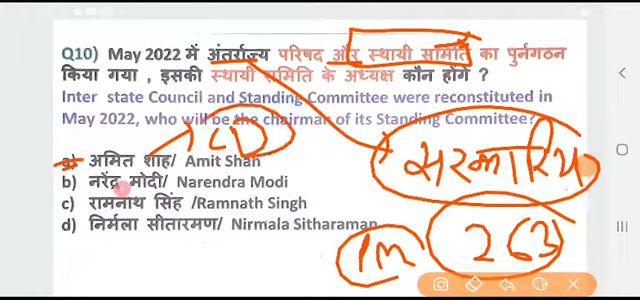 Q10) May 2022 में अंतर्राज्य परिषद और स्थायी समिति का पुर्नगठन
किया गया , इसकी स्थायी समिति के अध्यक्ष कौन होगें ?
Inter state Council and Standing Committee were reconstituted in
May 2022, who will be the chairman of its Standing Committee?
a) अमित शाह/ Amit Shah
b) नरेंद्र मोदी/ Narendra Modi
c) रामनाथ सिंह /Ramnath Singh
d) निर्मला सीतारमण/ Nirmala Sitharaman
सरकारिया
PM
263